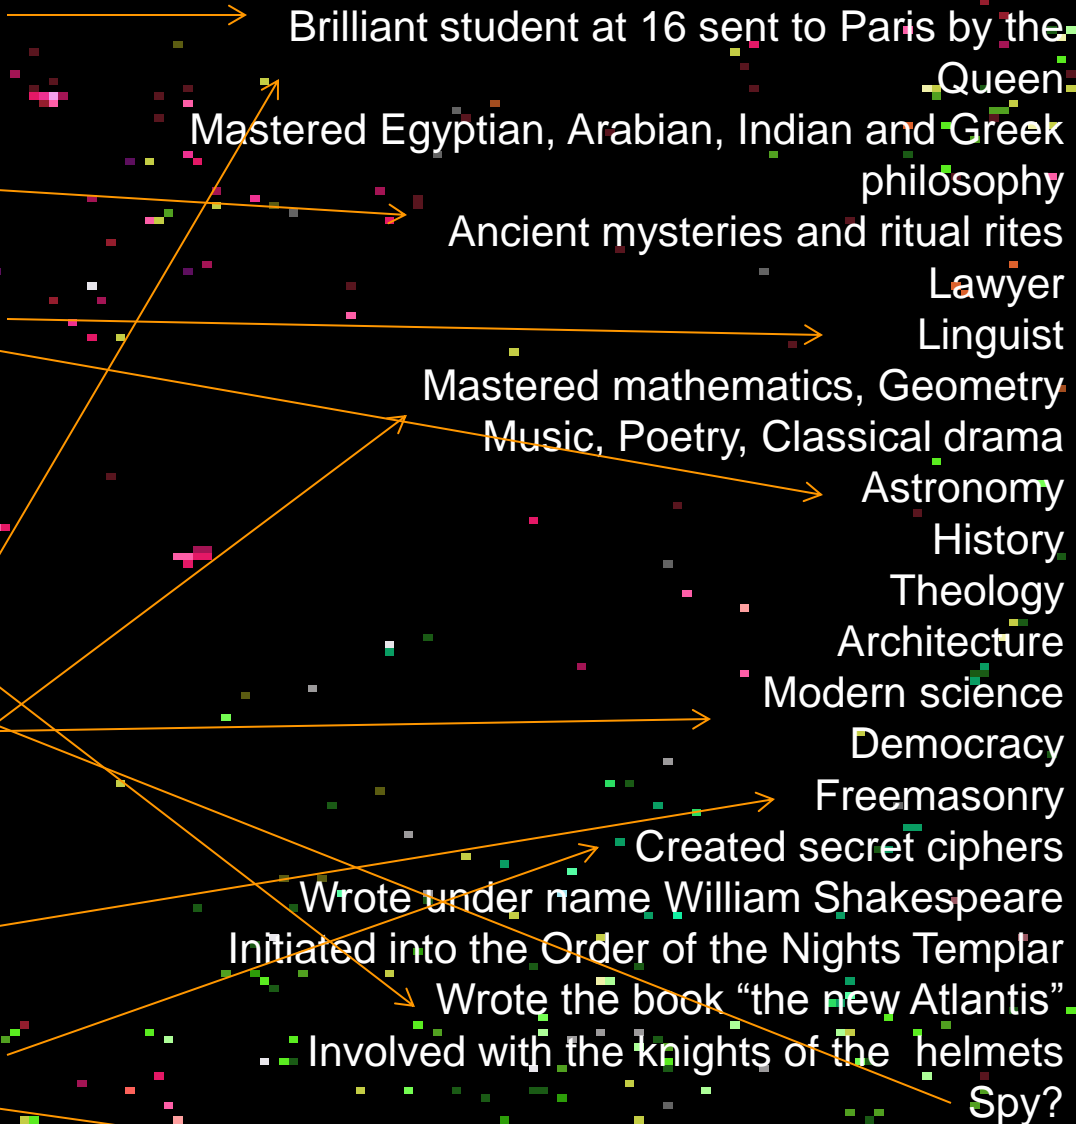 Brilliant student at 16 sent to Paris by the
Queen
Mastered Egyptian, Arabian, Indian and Greek
philosophy
Ancient mysteries and ritual rites
Lawyer
Linguist
Mastered mathematics, Geometry
Music, Poetry, Classical drama
Astronomy
History
Theology
Architecture
Modern science
Democracy
Freemasonry
Created secret ciphers
Wrote under name William Shakespeare
Initiated into the Order of the Nights Templar
Wrote the book “the new Atlantis”
Involved with the knights of the  helmets
Spy?